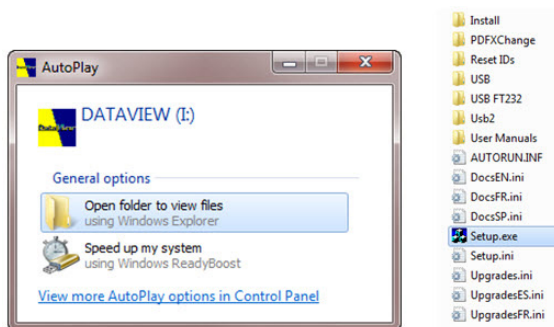 AutoPlay
DataView
DATAVIEW (I:)
General options
Open folder to view files
using Windows Explorer
Speed up my system
using Windows ReadyBoost
View more AutoPlay options in Control Panel
Install
PDFXChange
Reset IDs
USB
USB FT232
Usb2
User Manuals
AUTORUN.INF
DocsEN.ini
DocsFR.ini
DocsSP.ini
Setup.exe
Setup.ini
Upgrades.ini
UpgradesES.ini
UpgradesFR.ini